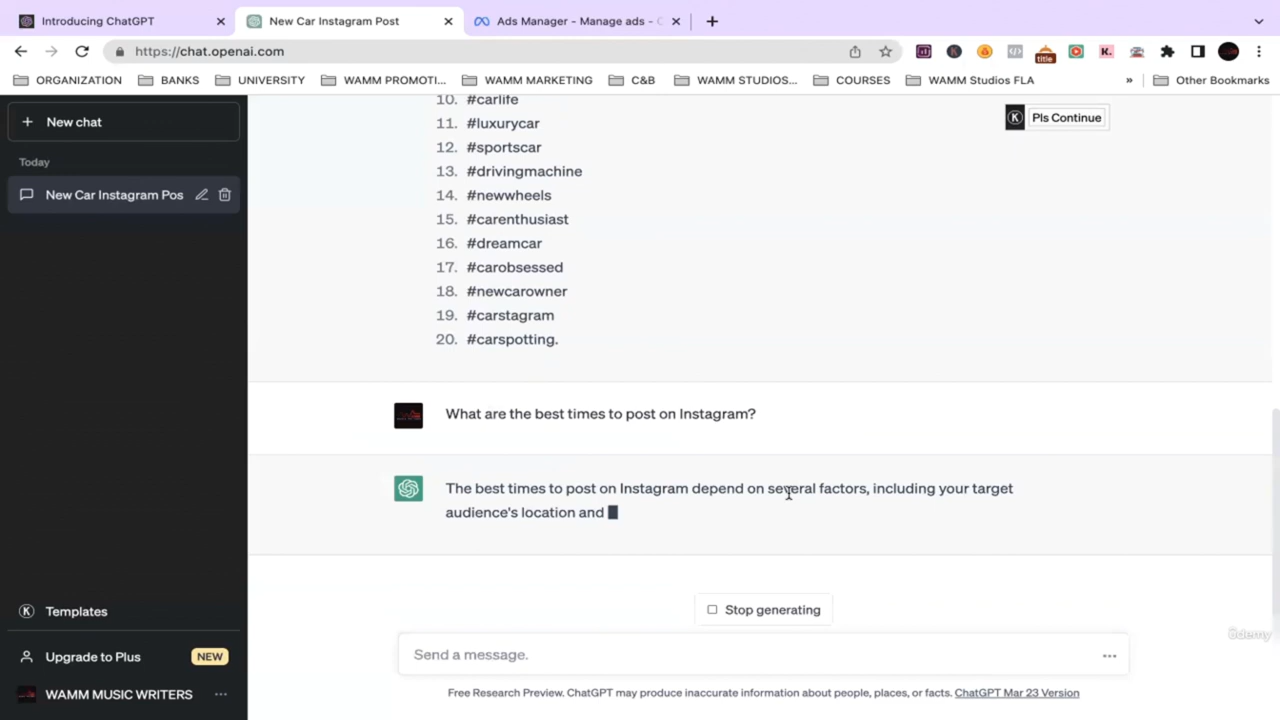 Introducing ChatGPT
New Car Instagram Post
Ads Manager - Manage ads - C
https://chat.openai.com
title
K.
ORGANIZATION
BANKS
UNIVERSITY
WAMM PROMOTI...
WAMM MARKETING
C&B
WAMM STUDIOS...
COURSES
WAMM Studios FLA
»
Other Bookmarks
+ New chat
Today
New Car Instagram Pos
10. #carlife
11. #luxurycar
12. #sportscar
13. #drivingmachine
14. #newwheels
15. #carenthusiast
16. #dreamcar
17. #carobsessed
18. #newcarowner
19. #carstagram
20. #carspotting.
K Pls Continue
What are the best times to post on Instagram?
The best times to post on Instagram depend on several factors, including your target
audience's location and
Stop generating
Send a message.
Free Research Preview. ChatGPT may produce inaccurate information about people, places, or facts. ChatGPT Mar 23 Version
K Templates
Upgrade to Plus NEW
WAMM MUSIC WRITERS
ûdemy